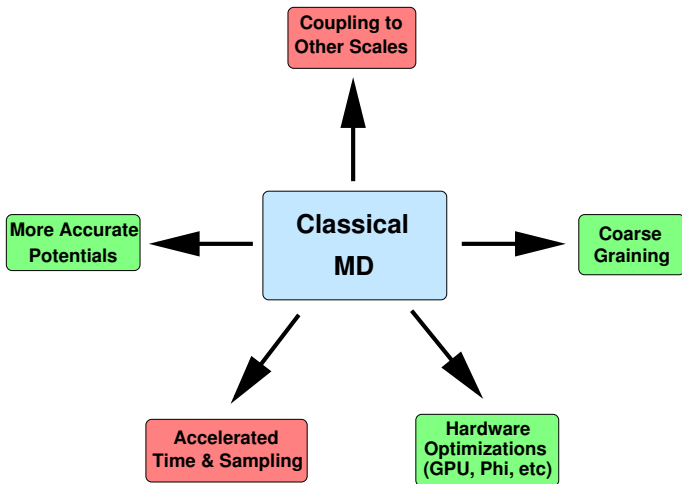 Coupling to
Other Scales
More Accurate
Potentials
Classical
MD
Coarse
Graining
Accelerated
Time & Sampling
Hardware
Optimizations
(GPU, Phi, etc)